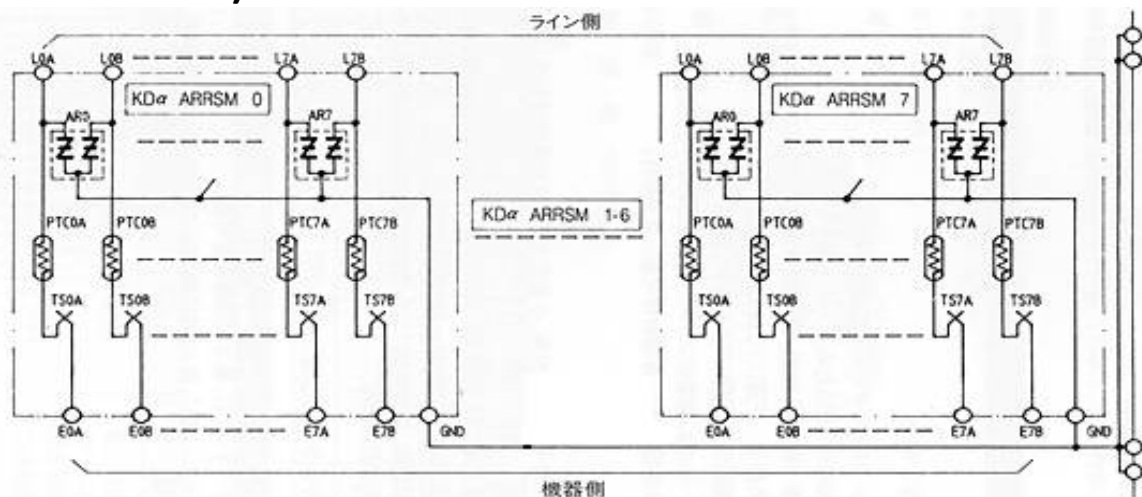 ライン側
L0A L0B L7A L7B L0A L0B L7A L7B
KDα ARRSM 0 KDα ARRSM 7
AR0 AR7 AR0 AR7
KDα ARRSM 1-6
PTC0A PTC0B PTC7A PTC7B PTC0A PTC0B PTC7A PTC7B
TS0A TS0B TS7A TS7B TS0A TS0B TS7A TS7B
E0A E0B E7A E7B GND E0A E0B E7A E7B GND
機器側